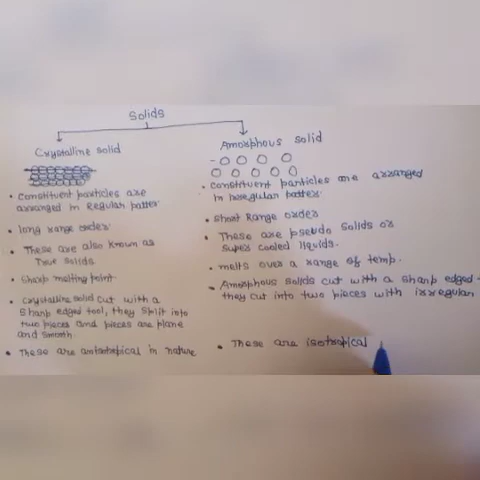 Solids
Crystalline solid
• Constituent particles are
arranged in Regular patter
• long range order
• These are also known as
True solids.
• sharp melting point.
• Crystalline solid cut with a
sharp edged tool, they split into
two pieces and pieces are plane
and smooth.
• These are anisotropical in nature
Amorphous solid
• Constituent particles are arranged
in irregular patter.
• short Range order
• These are pseudo solids or
Super cooled liquids.
• melts over a range of temp.
• Amorphous solids cut with a sharp edged
they cut into two pieces with irregular
• These are isotropical